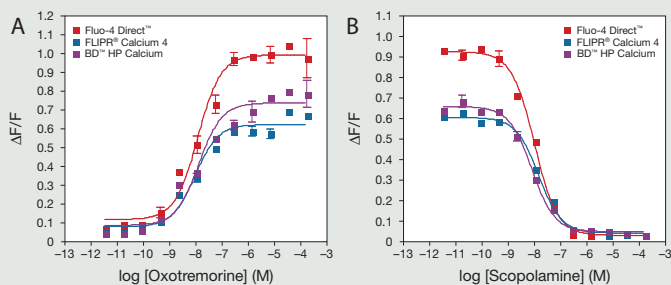 A
Fluo-4 Direct™
FLIPR® Calcium 4
BD™ HP Calcium
ΔF/F
1.2
1.1
1.0
0.9
0.8
0.7
0.6
0.5
0.4
0.3
0.2
0.1
0
−13 −12 −11 −10 −9 −8 −7 −6 −5 −4 −3
log [Oxotremorine] (M)
B
Fluo-4 Direct™
FLIPR® Calcium 4
BD™ HP Calcium
ΔF/F
1.1
1.0
0.9
0.8
0.7
0.6
0.5
0.4
0.3
0.2
0.1
0
−13 −12 −11 −10 −9 −8 −7 −6 −5 −4 −3
log [Scopolamine] (M)